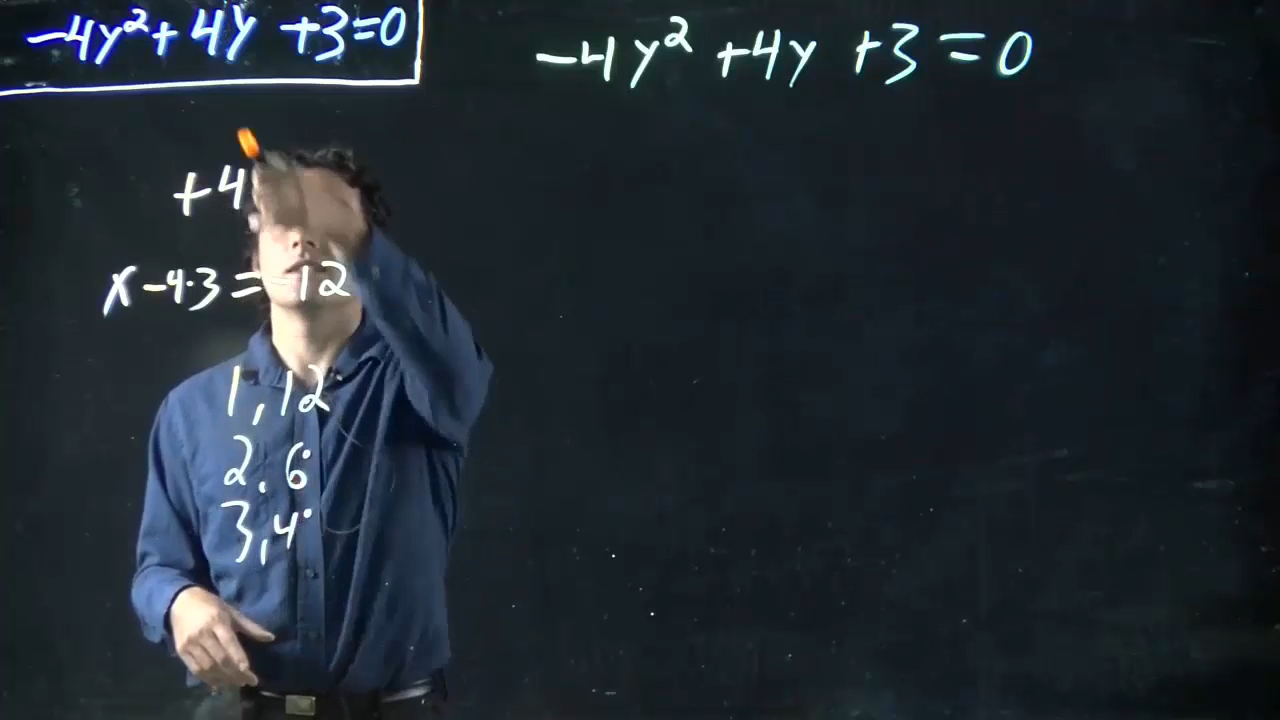 -4y²+ 4y +3=0
-4y² +4y +3 = 0
+4
x -4·3 = -12
1, 12
2, 6
3, 4